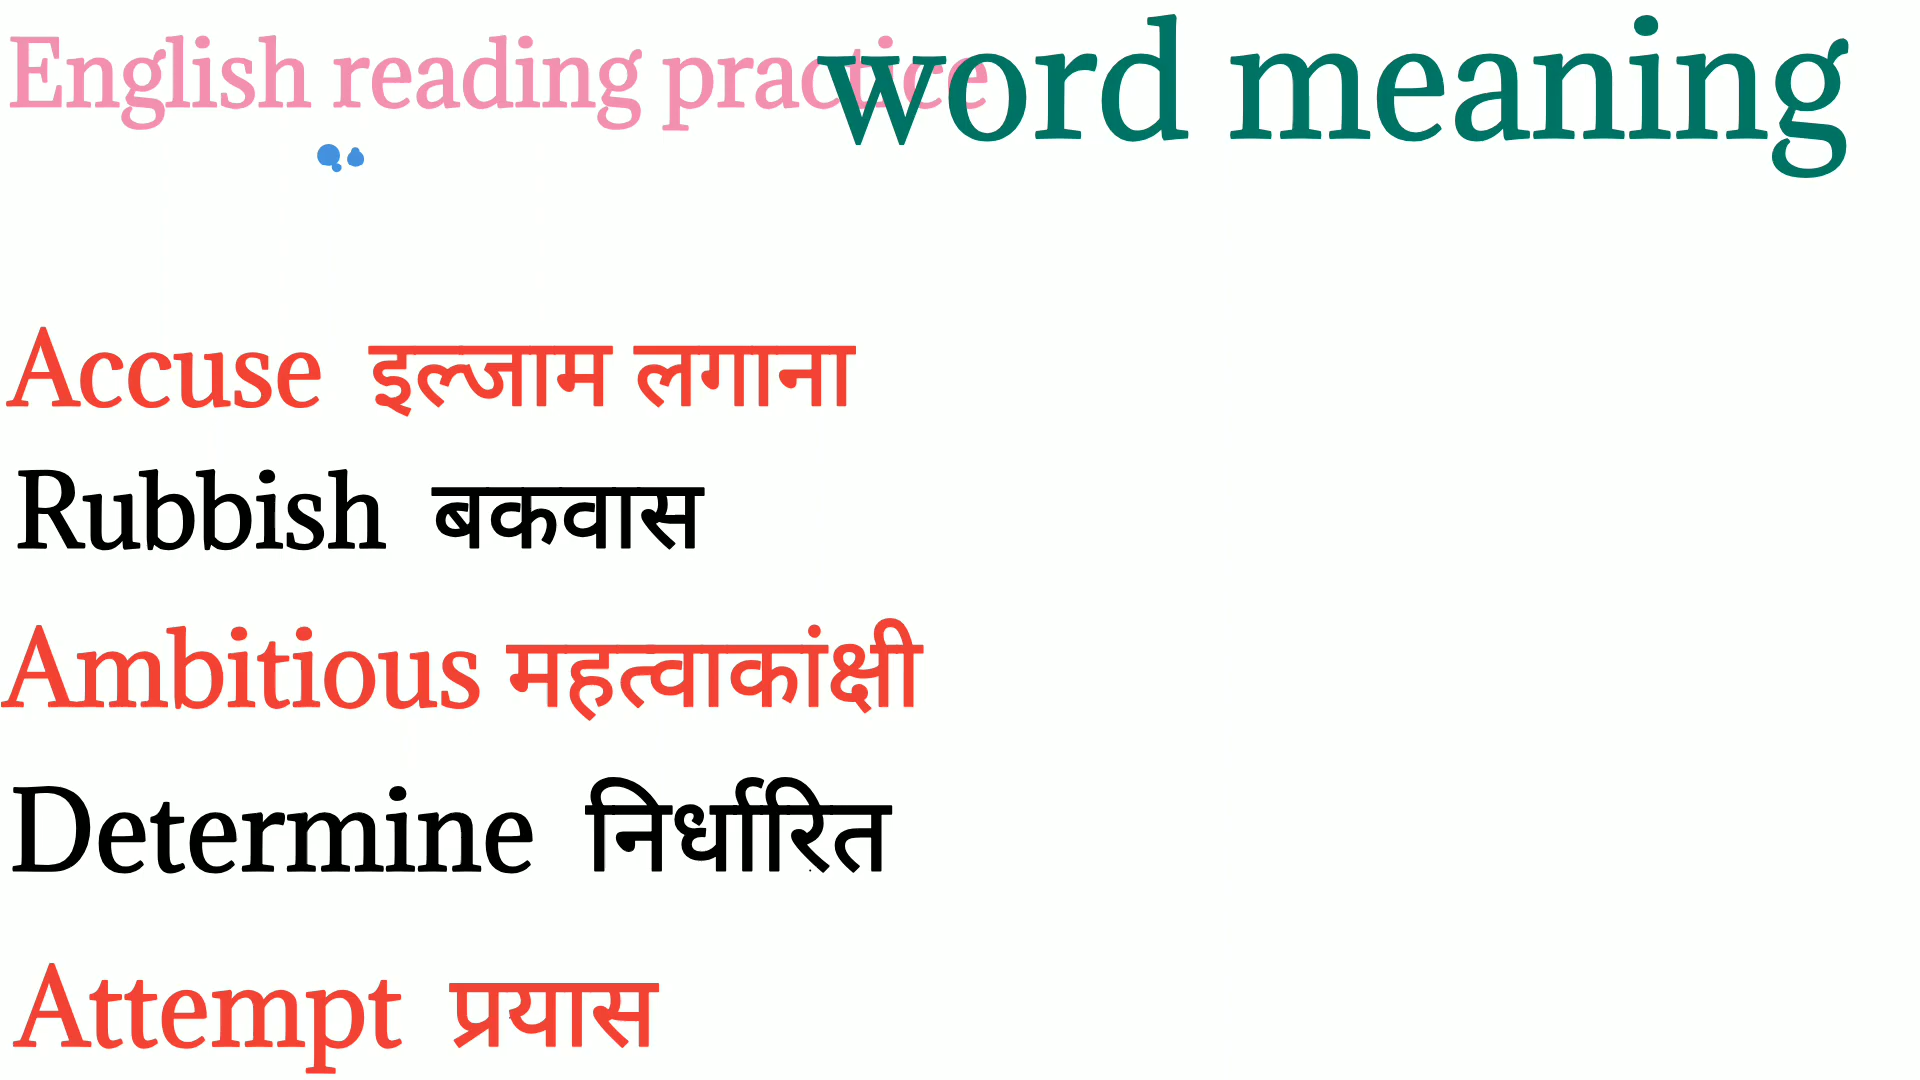 English reading practice word meaning
Accuse इल्जाम लगाना
Rubbish बकवास
Ambitious महत्वाकांक्षी
Determine निर्धारित
Attempt प्रयास